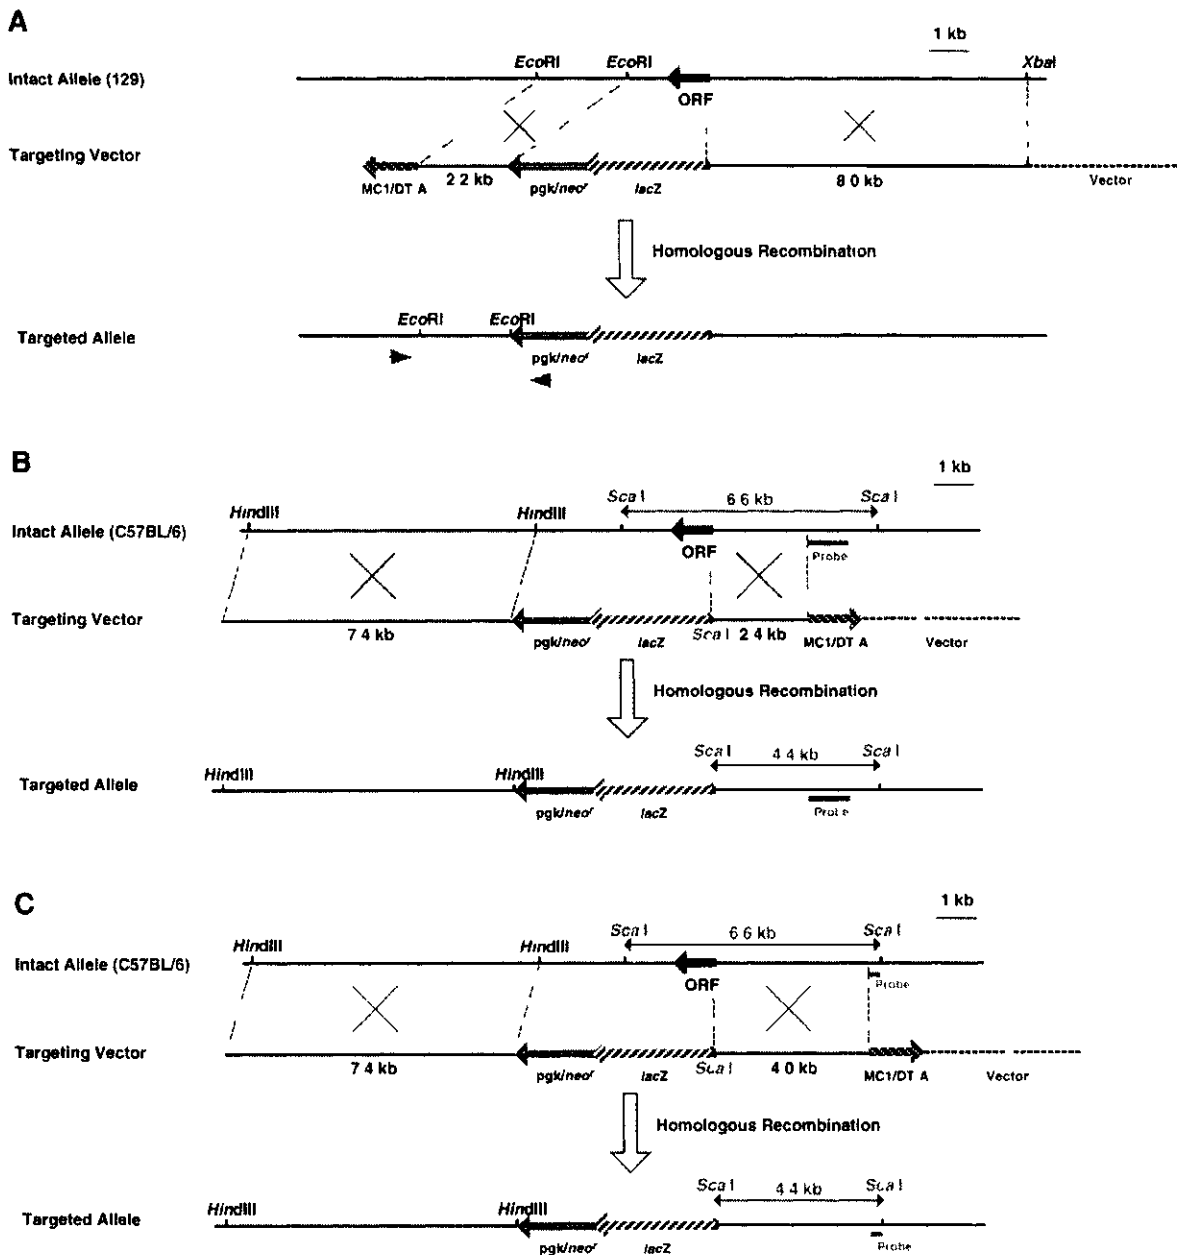 A
1 kb
EcoRI EcoRI XbaI
Intact Allele (129)
ORF
Targeting Vector
MC1/DT A 2 2 kb pgk/neoʳ lacZ 8 0 kb Vector
Homologous Recombination
EcoRI EcoRI
Targeted Allele
pgk/neoʳ lacZ
B
1 kb
HindIII HindIII Sca I 6 6 kb Sca I
Intact Allele (C57BL/6)
ORF Probe
Targeting Vector
7 4 kb pgk/neoʳ lacZ Sca I 2 4 kb MC1/DT A Vector
Homologous Recombination
Sca I 4 4 kb Sca I
HindIII HindIII
Targeted Allele
pgk/neoʳ lacZ Probe
C
1 kb
Sca I 6 6 kb Sca I
HindIII HindIII
Intact Allele (C57BL/6)
ORF Probe
Targeting Vector
7 4 kb pgk/neoʳ lacZ Sca I 4 0 kb MC1/DT A Vector
Homologous Recombination
Sca I 4 4 kb Sca I
HindIII HindIII
Targeted Allele
pgk/neoʳ lacZ Probe